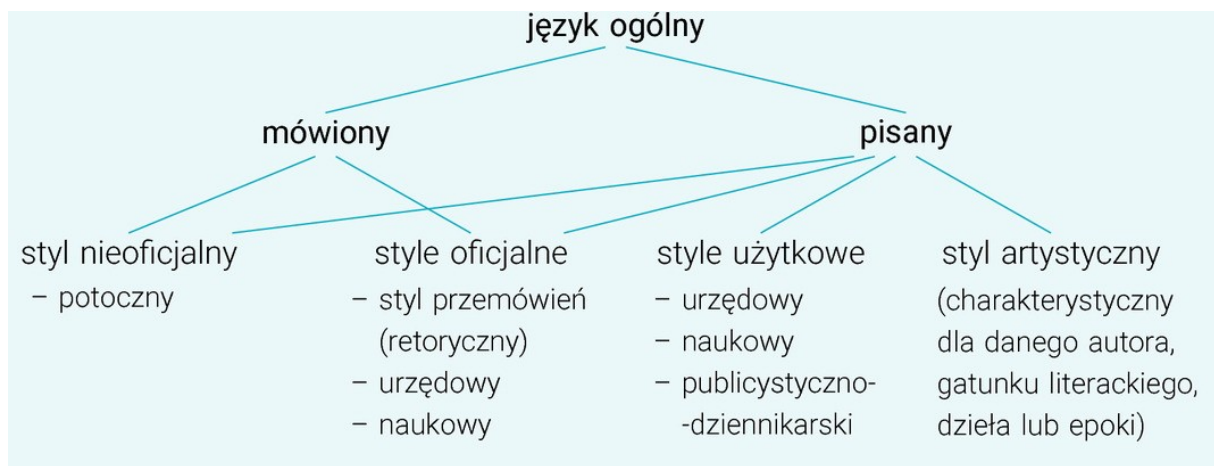 język ogólny
mówiony
pisany
styl nieoficjalny
– potoczny
style oficjalne
– styl przemówień
(retoryczny)
– urzędowy
– naukowy
style użytkowe
– urzędowy
– naukowy
– publicystyczno-
-dziennikarski
styl artystyczny
(charakterystyczny
dla danego autora,
gatunku literackiego,
dzieła lub epoki)